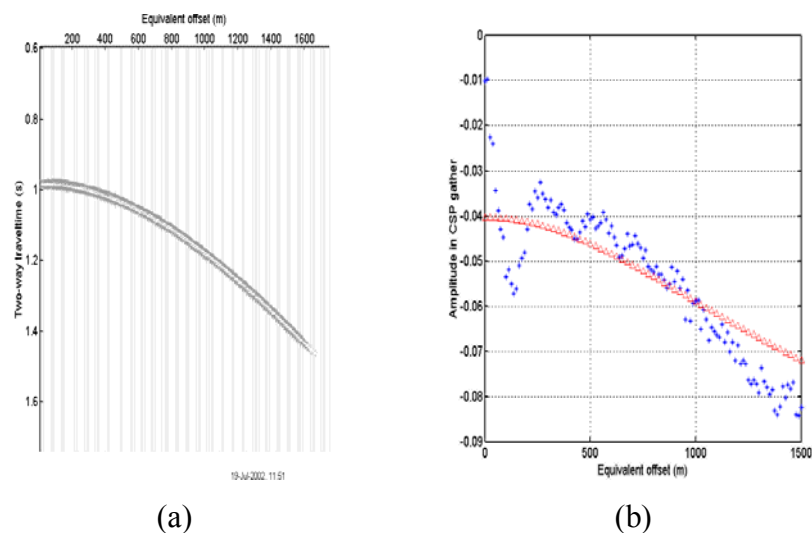 Equivalent offset (m)
200 400 600 800 1000 1200 1400 1600
Two-way traveltime (s)
0.6
0.8
1
1.2
1.4
1.6
19-Jul-2002, 11:51
(a)
Amplitude in CSP gather
0
-0.01
-0.02
-0.03
-0.04
-0.05
-0.06
-0.07
-0.08
-0.09
0 500 1000 1500
Equivalent offset (m)
(b)